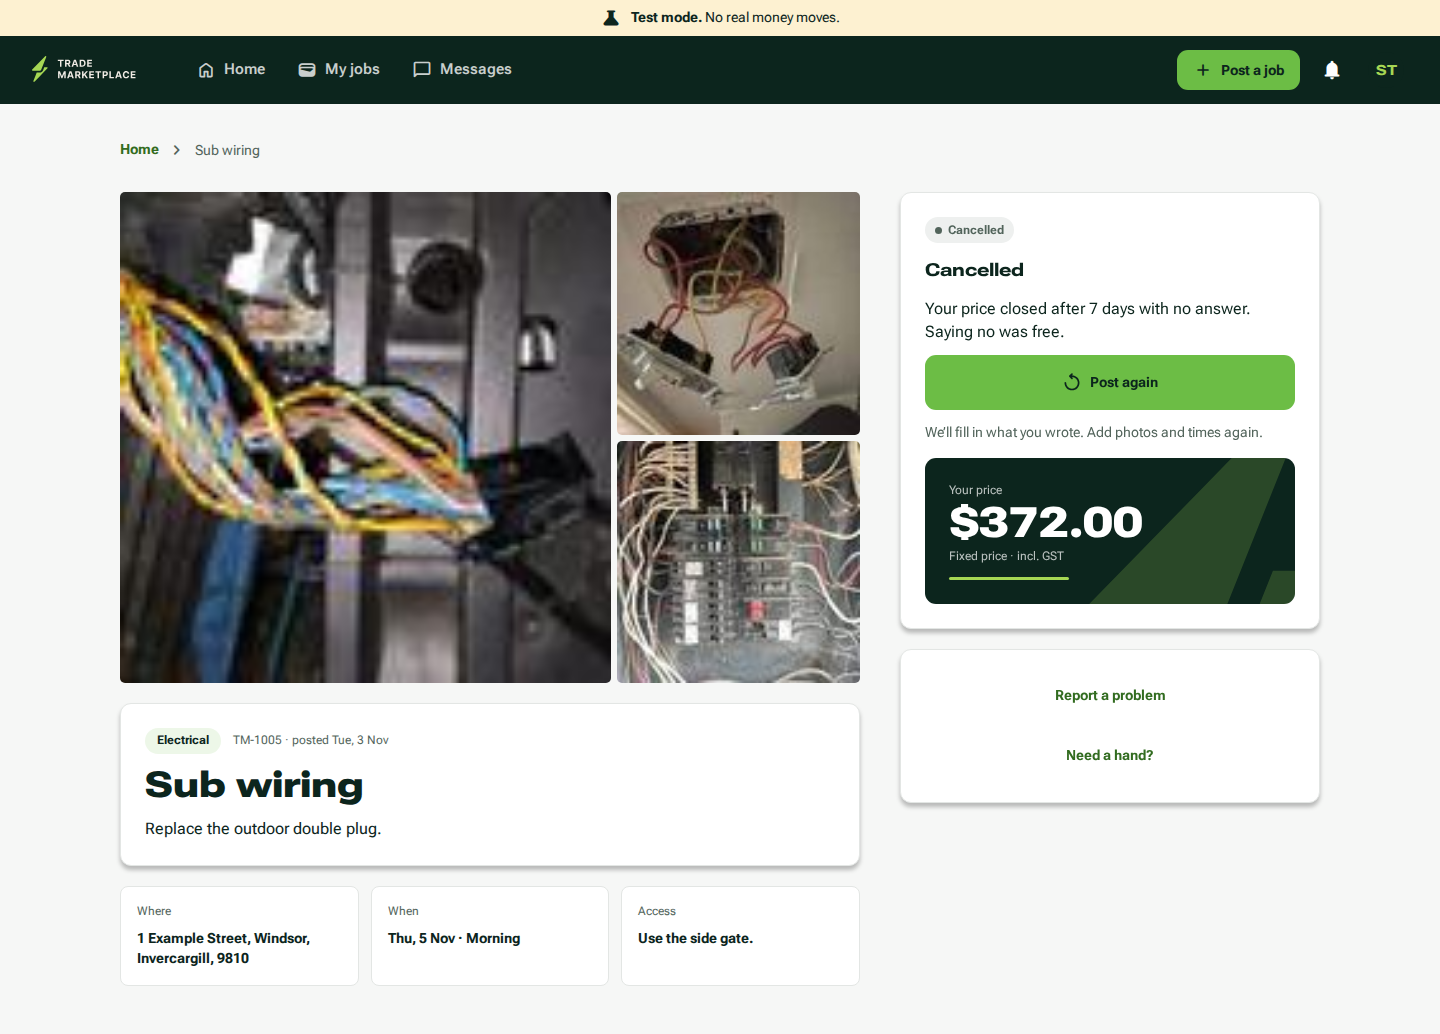 Test mode. No real money moves.
TRADE
MARKETPLACE
Home
My jobs
Messages
Post a job
ST
Home
Sub wiring
Cancelled
Cancelled
Your price closed after 7 days with no answer.
Saying no was free.
Post again
We'll fill in what you wrote. Add photos and times again.
Your price
$372.00
Fixed price · incl. GST
Report a problem
Need a hand?
Electrical
TM-1005 · posted Tue, 3 Nov
Sub wiring
Replace the outdoor double plug.
Where
1 Example Street, Windsor,
Invercargill, 9810
When
Thu, 5 Nov · Morning
Access
Use the side gate.